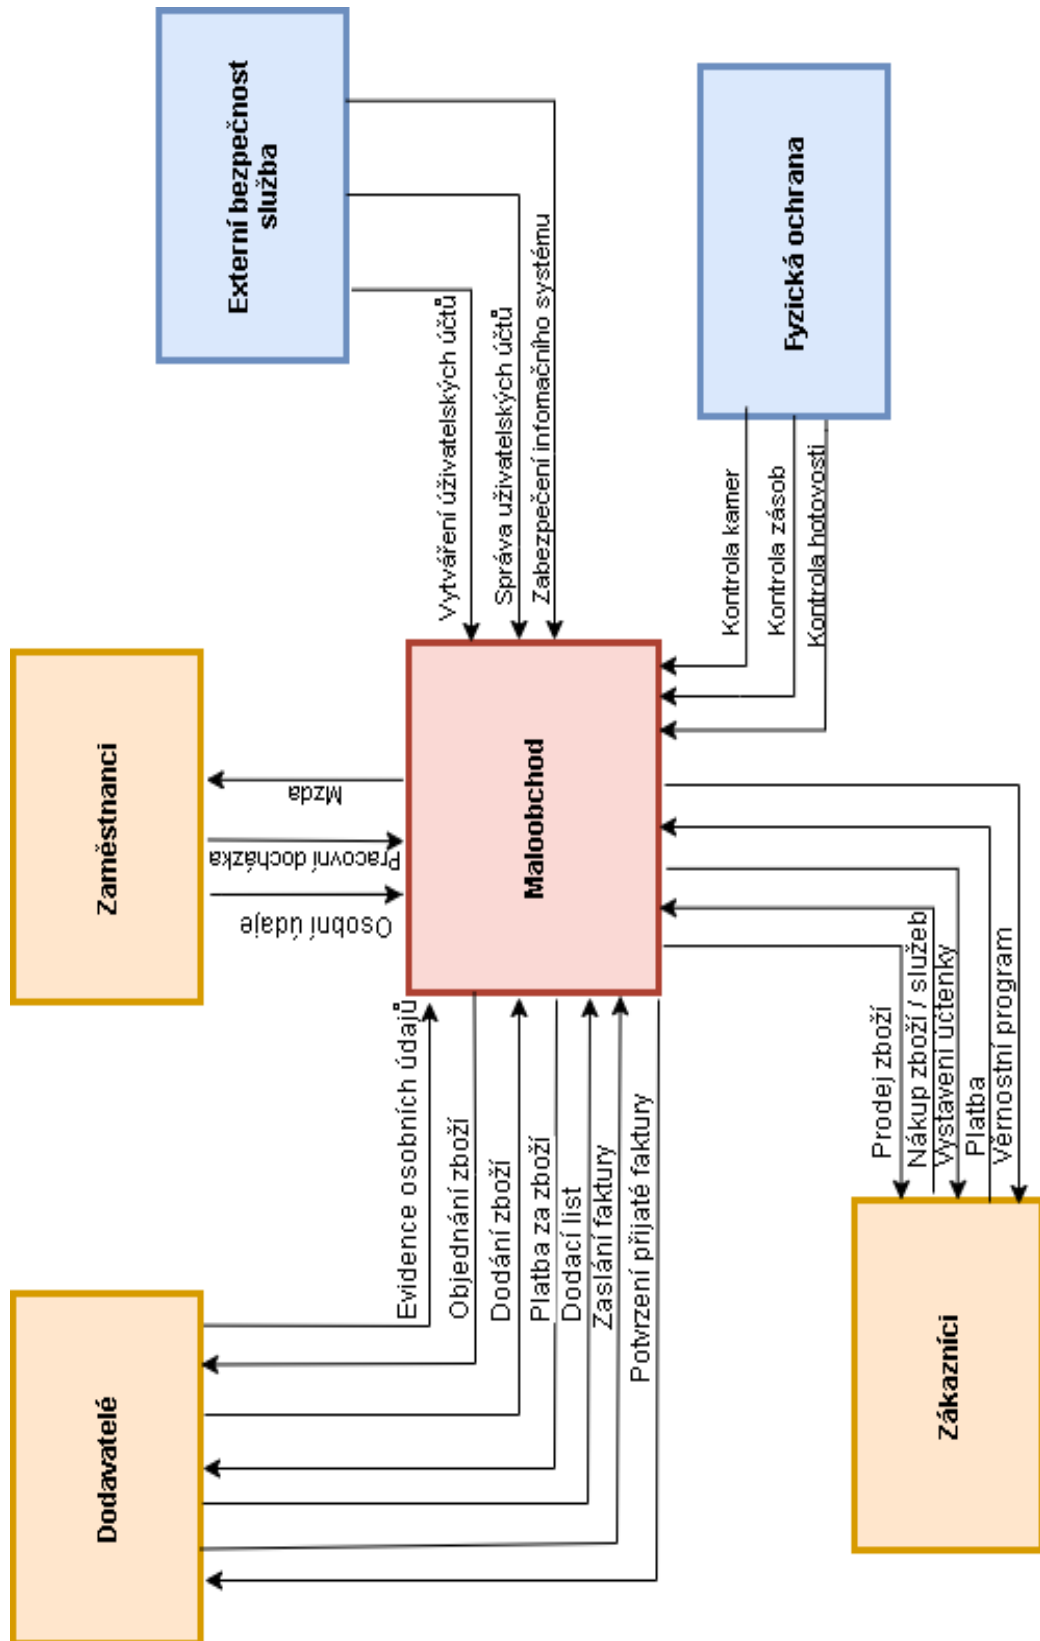 Dodavatelé
Zaměstnanci
Externí bezpečnost
služba
Evidence osobních údajů
Objednání zboží
Dodání zboží
Platba za zboží
Dodací list
Zaslání faktury
Potvrzení přijaté faktury
Osobní údaje
Pracovní docházka
Mzda
Vytváření úživatelských účtů
Správa uživatelských účtů
Zabezpečení infomačního systému
Maloobchod
Kontrola kamer
Kontrola zásob
Kontrola hotovosti
Prodej zboží
Nákup zboží / služeb
Vystavení účtenky
Platba
Věrnostní program
Zákazníci
Fyzická ochrana